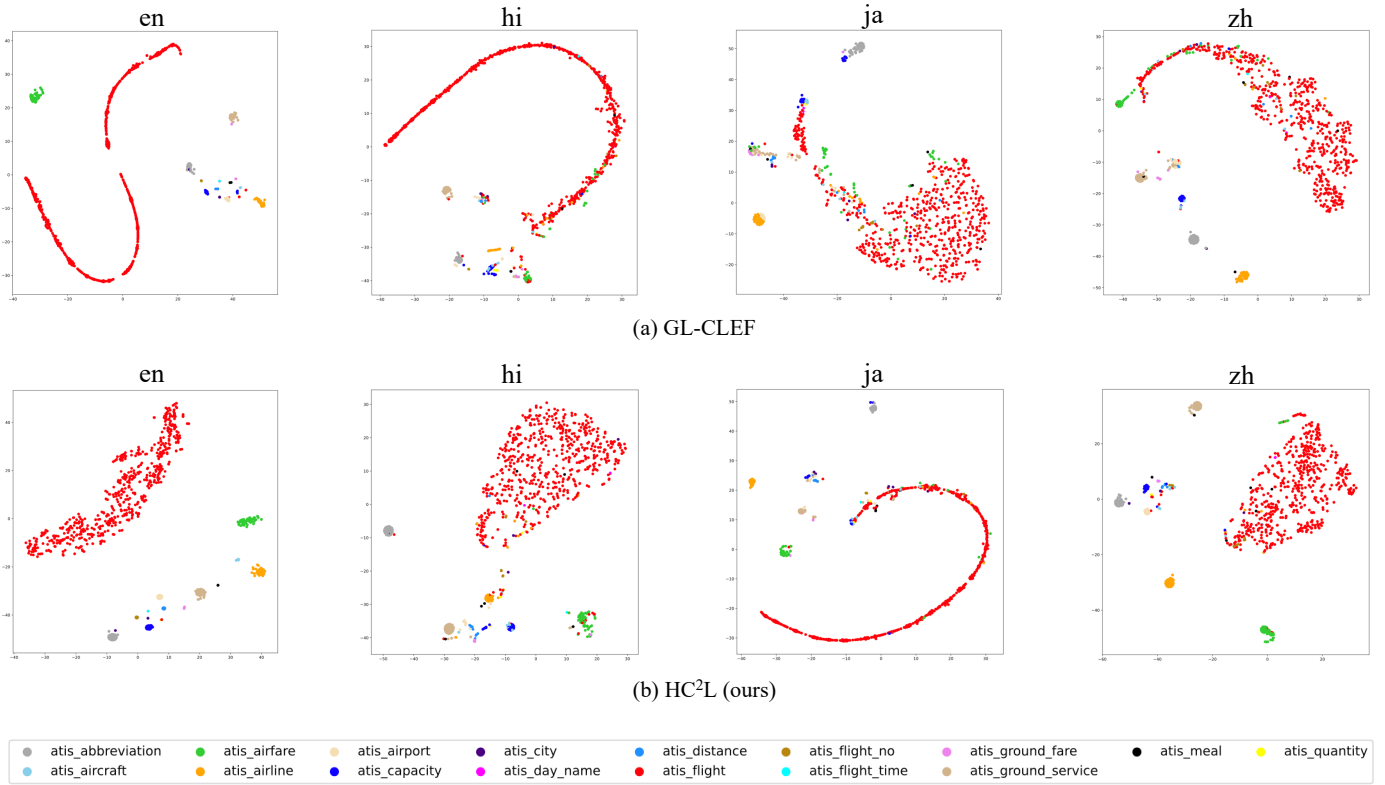 en hi ja zh
(a) GL-CLEF
en hi ja zh
(b) HC²L (ours)
atis_abbreviation atis_airfare atis_airport atis_city atis_distance atis_flight_no atis_ground_fare atis_meal atis_quantity
atis_aircraft atis_airline atis_capacity atis_day_name atis_flight atis_flight_time atis_ground_service